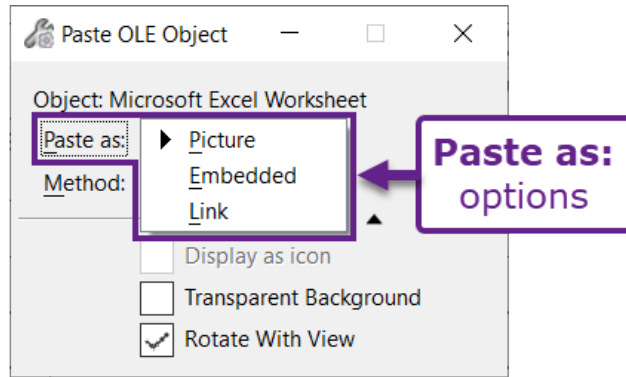 Paste OLE Object
Object: Microsoft Excel Worksheet
Paste as:
Picture
Embedded
Link
Method:
Display as icon
Transparent Background
Rotate With View
Paste as:
options